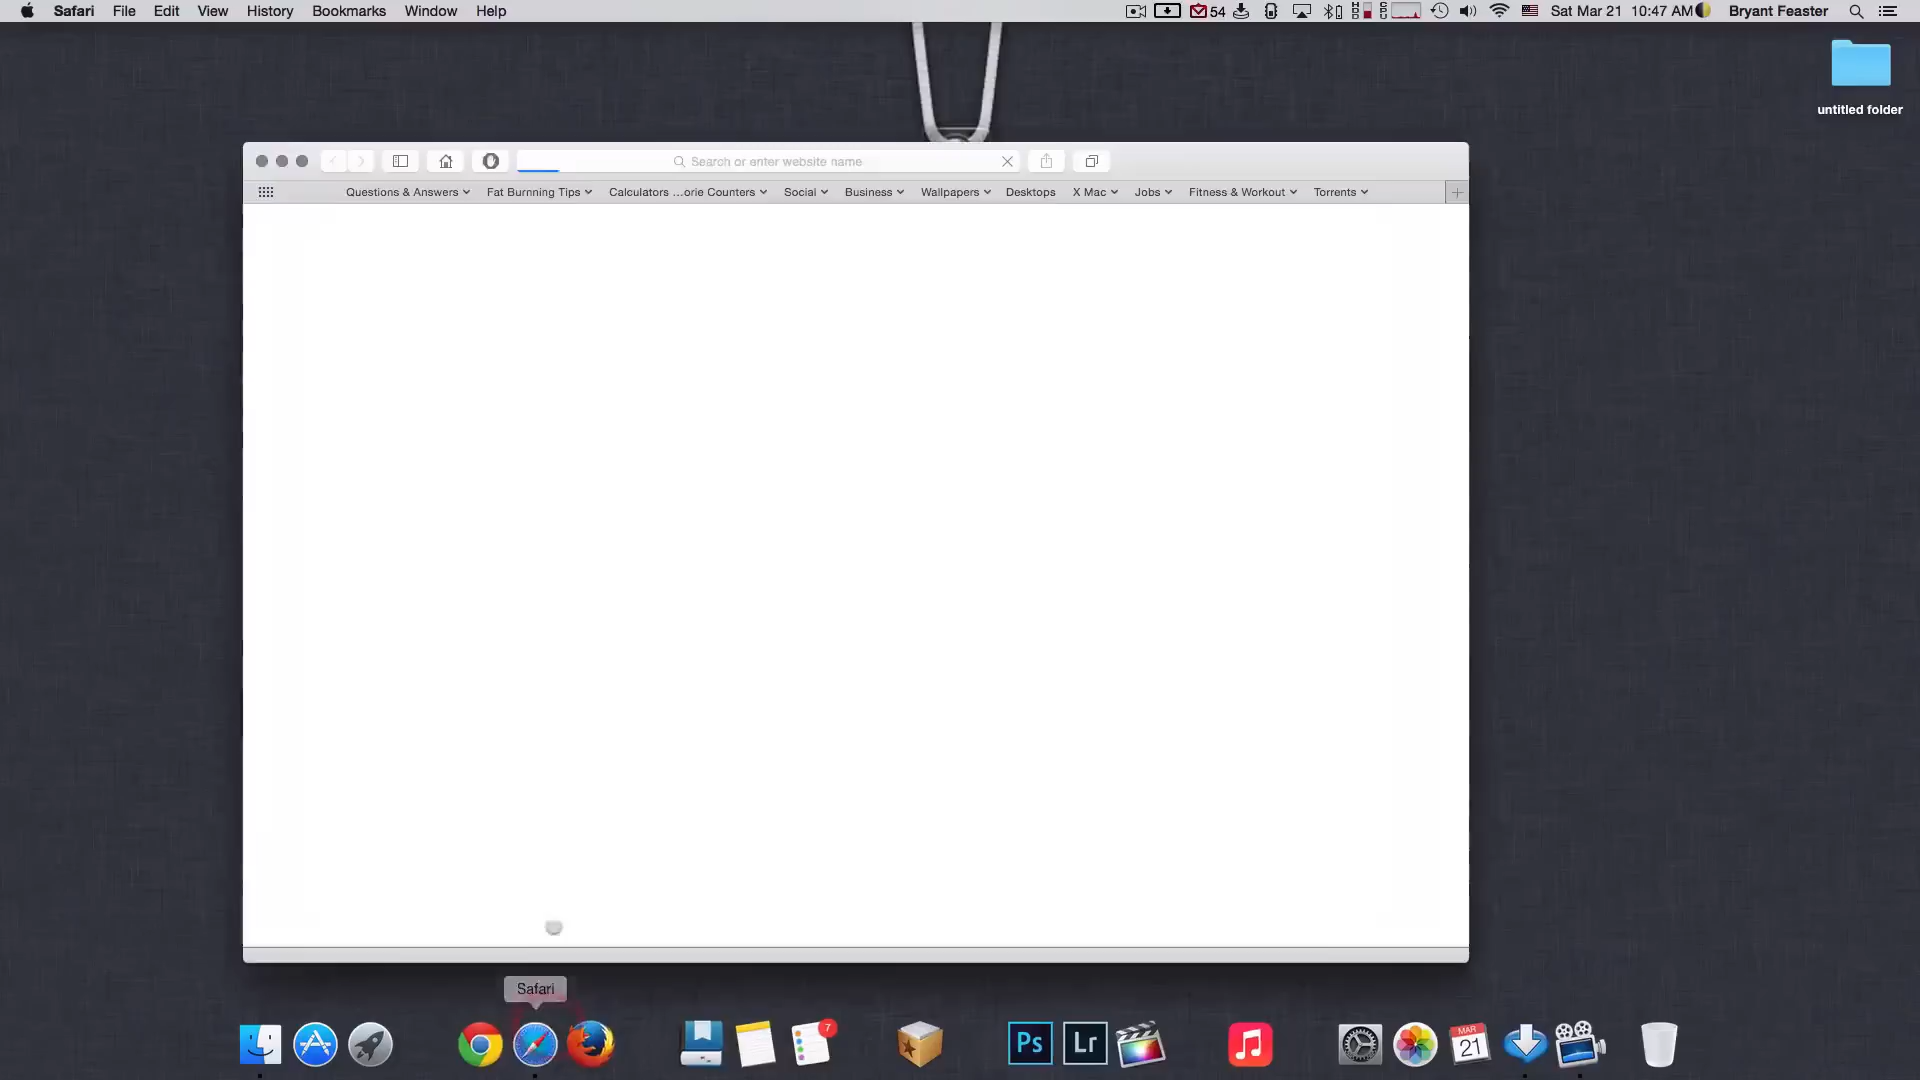 Safari File Edit View History Bookmarks Window Help 54 Sat Mar 21 10:47 AM Bryant Feaster
untitled folder
Search or enter website name
Questions & Answers Fat Burnning Tips Calculators ...orie Counters Social Business Wallpapers Desktops X Mac Jobs Fitness & Workout Torrents
Safari
7
Ps Lr
MAR
21